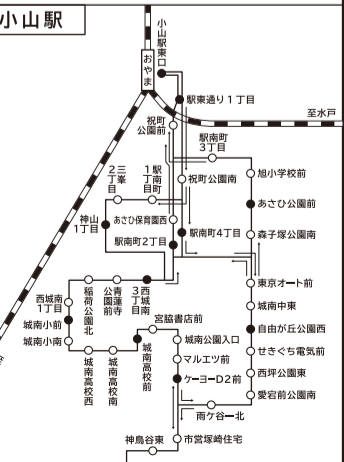 小山駅
小山駅東口
おやま
駅東通り1丁目
至水戸
祝町
公園前
駅南町
3丁目
三峯
2丁目
駅南町
1丁目
祝町公園南
旭小学校前
あさひ公園前
神山
1丁目
あさひ保育園西
駅南町2丁目
駅南町4丁目
森子塚公園南
東京オート前
西城南
1丁目
稲荷公園北
青蓮寺
公園
西城南
3丁目
宮脇書店前
城南中東
城南小前
城南小南
城南公園入口
自由が丘公園西
マルエツ前
せきぐち電気前
城南高校西
城南高校南
城南高校前
ケーヨーD2前
西坪公園東
愛宕前公園南
雨ケ谷一北
神鳥谷東
市営塚崎住宅